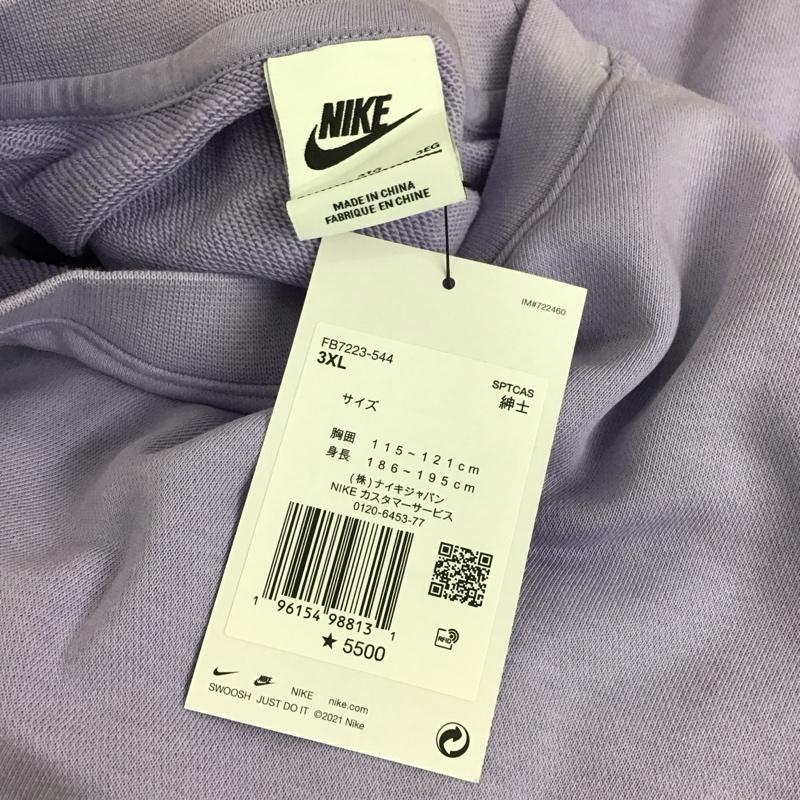 NIKE
MADE IN CHINA
FABRIQUE EN CHINE
IM#722460
FB7223-544
3XL
SPTCAS
サイズ
紳士
胸囲 115~121cm
身長 186~195cm
(株)ナイキジャパン
NIKE カスタマーサービス
0120-6453-77
1 96154 98813 1
RFID
★ 5500
NIKE nike.com
SWOOSH JUST DO IT ©2021 Nike